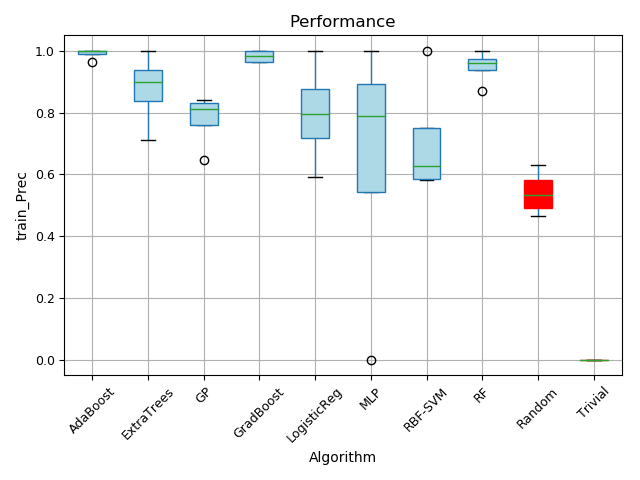 Performance
train_Prec
1.0
0.8
0.6
0.4
0.2
0.0
AdaBoost
ExtraTrees
GP
GradBoost
LogisticReg
MLP
RBF-SVM
RF
Random
Trivial
Algorithm